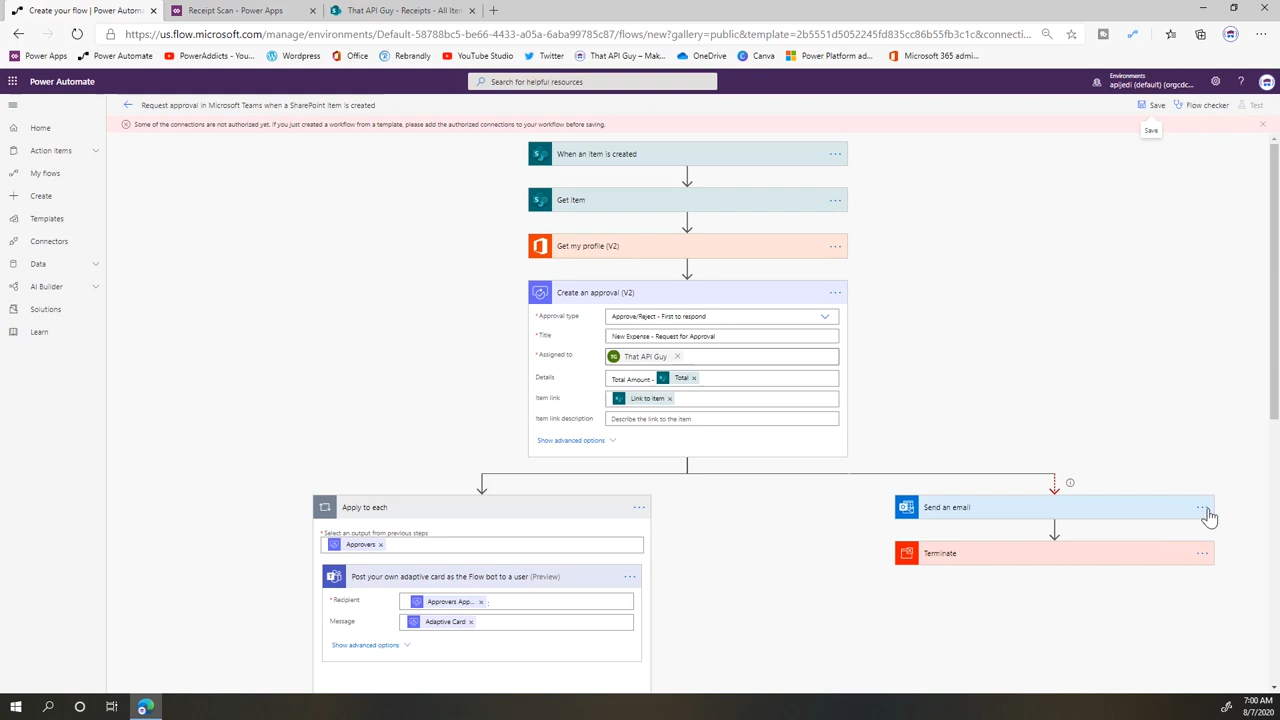 Create your flow | Power Automate
Receipt Scan - Power Apps
That API Guy - Receipts - All Iten
https://us.flow.microsoft.com/manage/environments/Default-58788bc5-be66-4433-a05a-6aba99785c87/flows/new?gallery=public&template=2b5551d5052245fd835cc86b55fb3c1c&connecti...
Power Apps
Power Automate
PowerAddicts - You...
Wordpress
Office
Rebrandly
YouTube Studio
Twitter
That API Guy – Mak...
OneDrive
Canva
Platform ad...
Microsoft 365 admi...
Power Automate
Search for helpful resources
Environments
apijedi (default) (orgcdc...
Request approval in Microsoft Teams when a SharePoint item is created
Save
Flow checker
Test
Some of the connections are not authorized yet. If you just created a workflow from a template, please add the authorized connections to your workflow before saving.
Save
Home
Action items
My flows
Create
Templates
Connectors
Data
AI Builder
Solutions
Learn
When an item is created
Get item
Get my profile (V2)
Create an approval (V2)
* Approval type
Approve/Reject - First to respond
* Title
New Expense - Request for Approval
* Assigned to
TG That API Guy
Details
Total Amount - Total
Item link
Link to item
Item link description
Describe the link to the item
Show advanced options
Apply to each
* Select an output from previous steps
Approvers
Post your own adaptive card as the Flow bot to a user (Preview)
* Recipient
Approvers App... ;
Message
Adaptive Card
Show advanced options
Send an email
Terminate
7:00 AM
8/7/2020